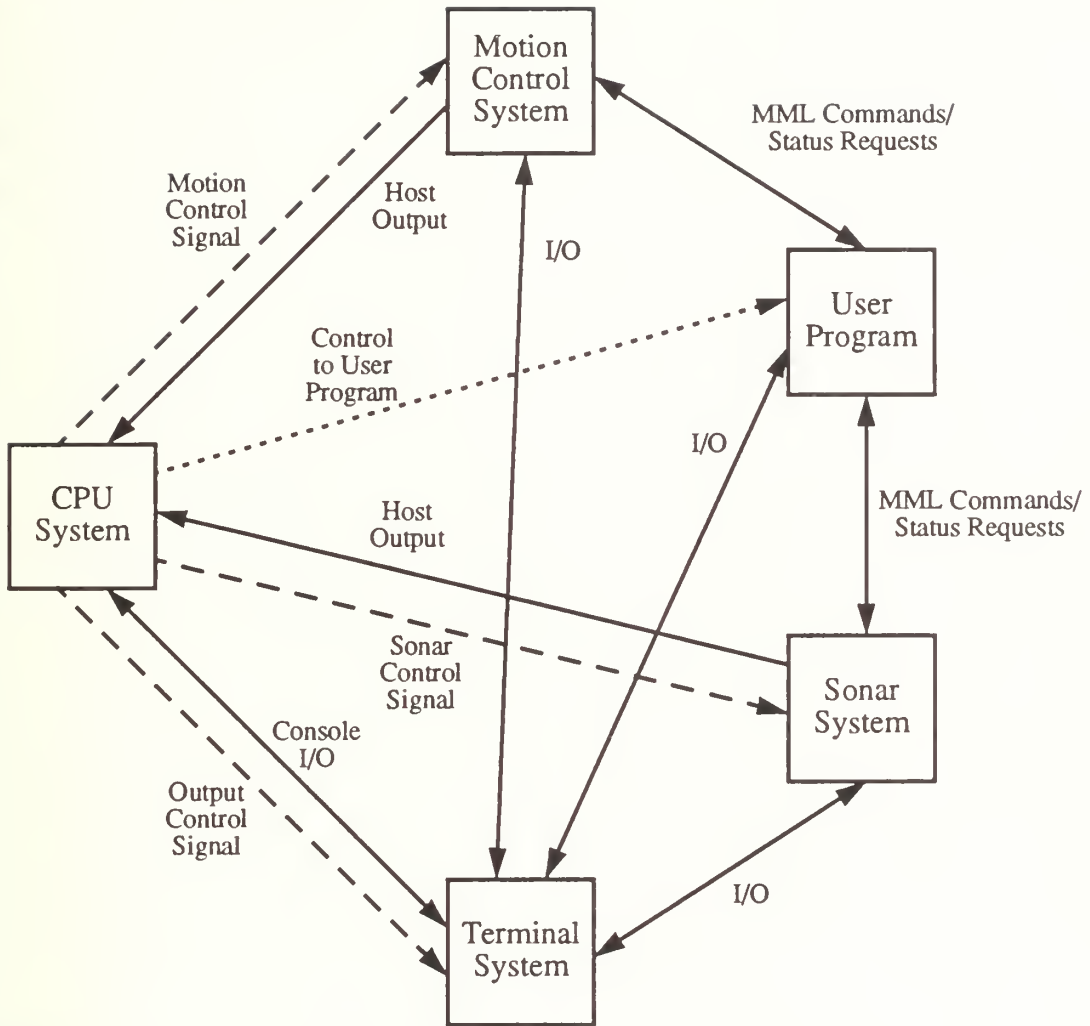 Motion
Control
System
MML Commands/
Status Requests
Motion
Control
Signal
Host
Output
I/O
User
Program
Control
to User
Program
I/O
CPU
System
Host
Output
MML Commands/
Status Requests
Sonar
Control
Signal
Sonar
System
Console
I/O
Output
Control
Signal
I/O
Terminal
System